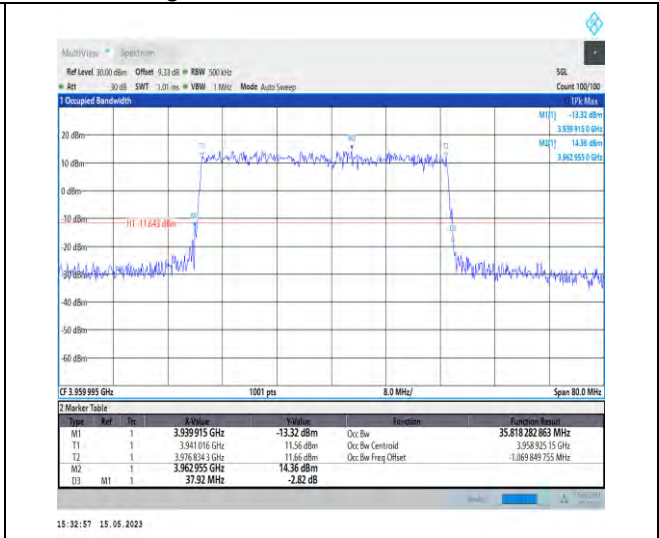 MultiView Spectrum
Ref Level 30.00 dBm Offset 9.33 dB RBW 500 kHz SGL
Att 30 dB SWT 1.01 ms VBW 1 MHz Mode Auto Sweep Count 100/100
1 Occupied Bandwidth 1Pk Max
M1[1] -13.32 dBm
3.939 915 0 GHz
M2[1] 14.36 dBm
3.962 955 0 GHz
20 dBm
10 dBm
0 dBm
-10 dBm
H1 -11.643 dBm
-20 dBm
-30 dBm
-40 dBm
-50 dBm
-60 dBm
T1
M2
T2
M1
D3
CF 3.959 995 GHz 1001 pts 8.0 MHz/ Span 80.0 MHz
2 Marker Table
Type Ref Trc X-Value Y-Value Function Function Result
M1 1 3.939 915 GHz -13.32 dBm Occ Bw 35.818 282 863 MHz
T1 1 3.941 016 GHz 11.56 dBm Occ Bw Centroid 3.958 925 15 GHz
T2 1 3.976 834 3 GHz 11.66 dBm Occ Bw Freq Offset -1.069 849 755 MHz
M2 1 3.962 955 GHz 14.36 dBm
D3 M1 1 37.92 MHz -2.82 dB
15:32:57 15.05.2023